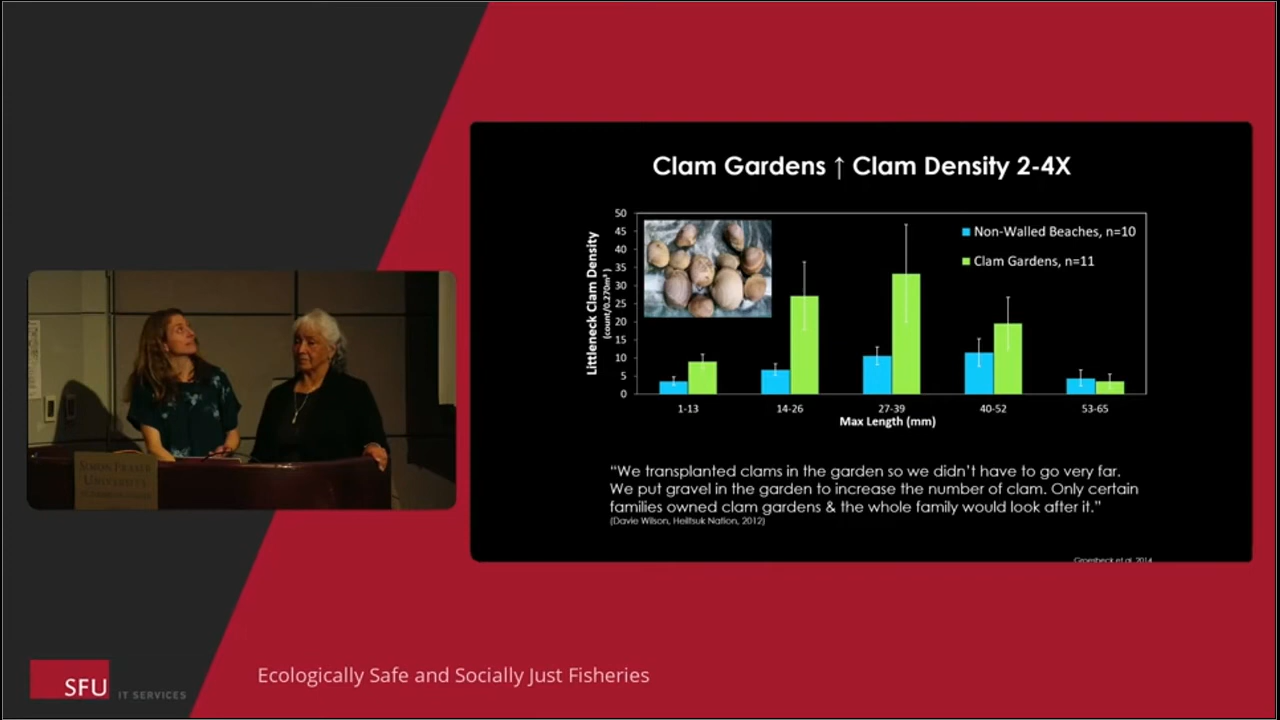 Clam Gardens ↑ Clam Density 2-4X
50
45
40
35
30
25
20
15
10
5
0
Littleneck Clam Density
(count/0.270m³)
Non-Walled Beaches, n=10
Clam Gardens, n=11
1-13
14-26
27-39
40-52
53-65
Max Length (mm)
“We transplanted clams in the garden so we didn’t have to go very far.
We put gravel in the garden to increase the number of clam. Only certain
families owned clam gardens & the whole family would look after it.”
(Davie Wilson, Heiltsuk Nation, 2012)
Groesbeck et al. 2014
SIMON FRASER
UNIVERSITY
Ecologically Safe and Socially Just Fisheries
SFU
IT SERVICES